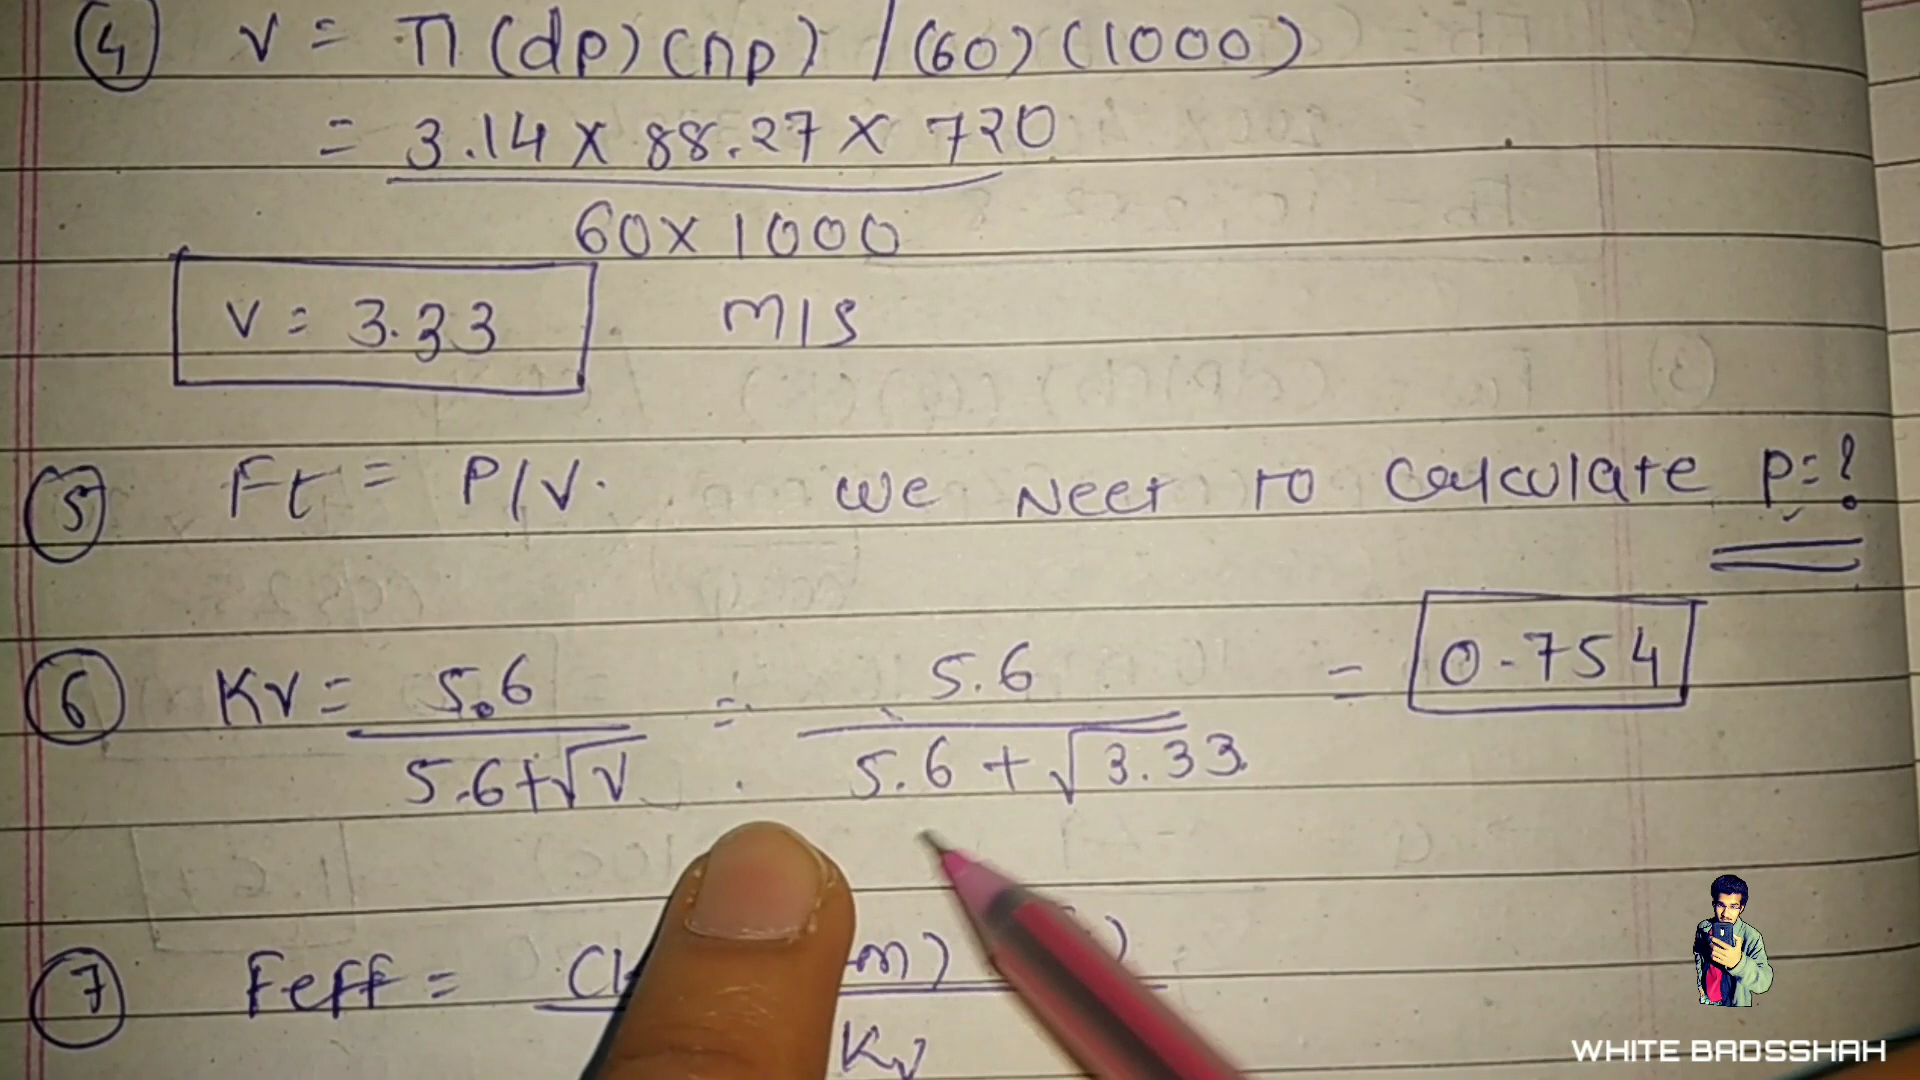 ④ V = π (dp) (np) / (60) (1000)
= 3.14 × 88.27 × 720
60 × 1000
V = 3.33 m/s
⑤ Ft = P/V. We Neet to Calculate P=?
⑥ KV = 5.6 = 5.6 = 0.754
5.6+√V 5.6 + √3.33
⑦ Feff =
Kv
WHITE BADSSHAH